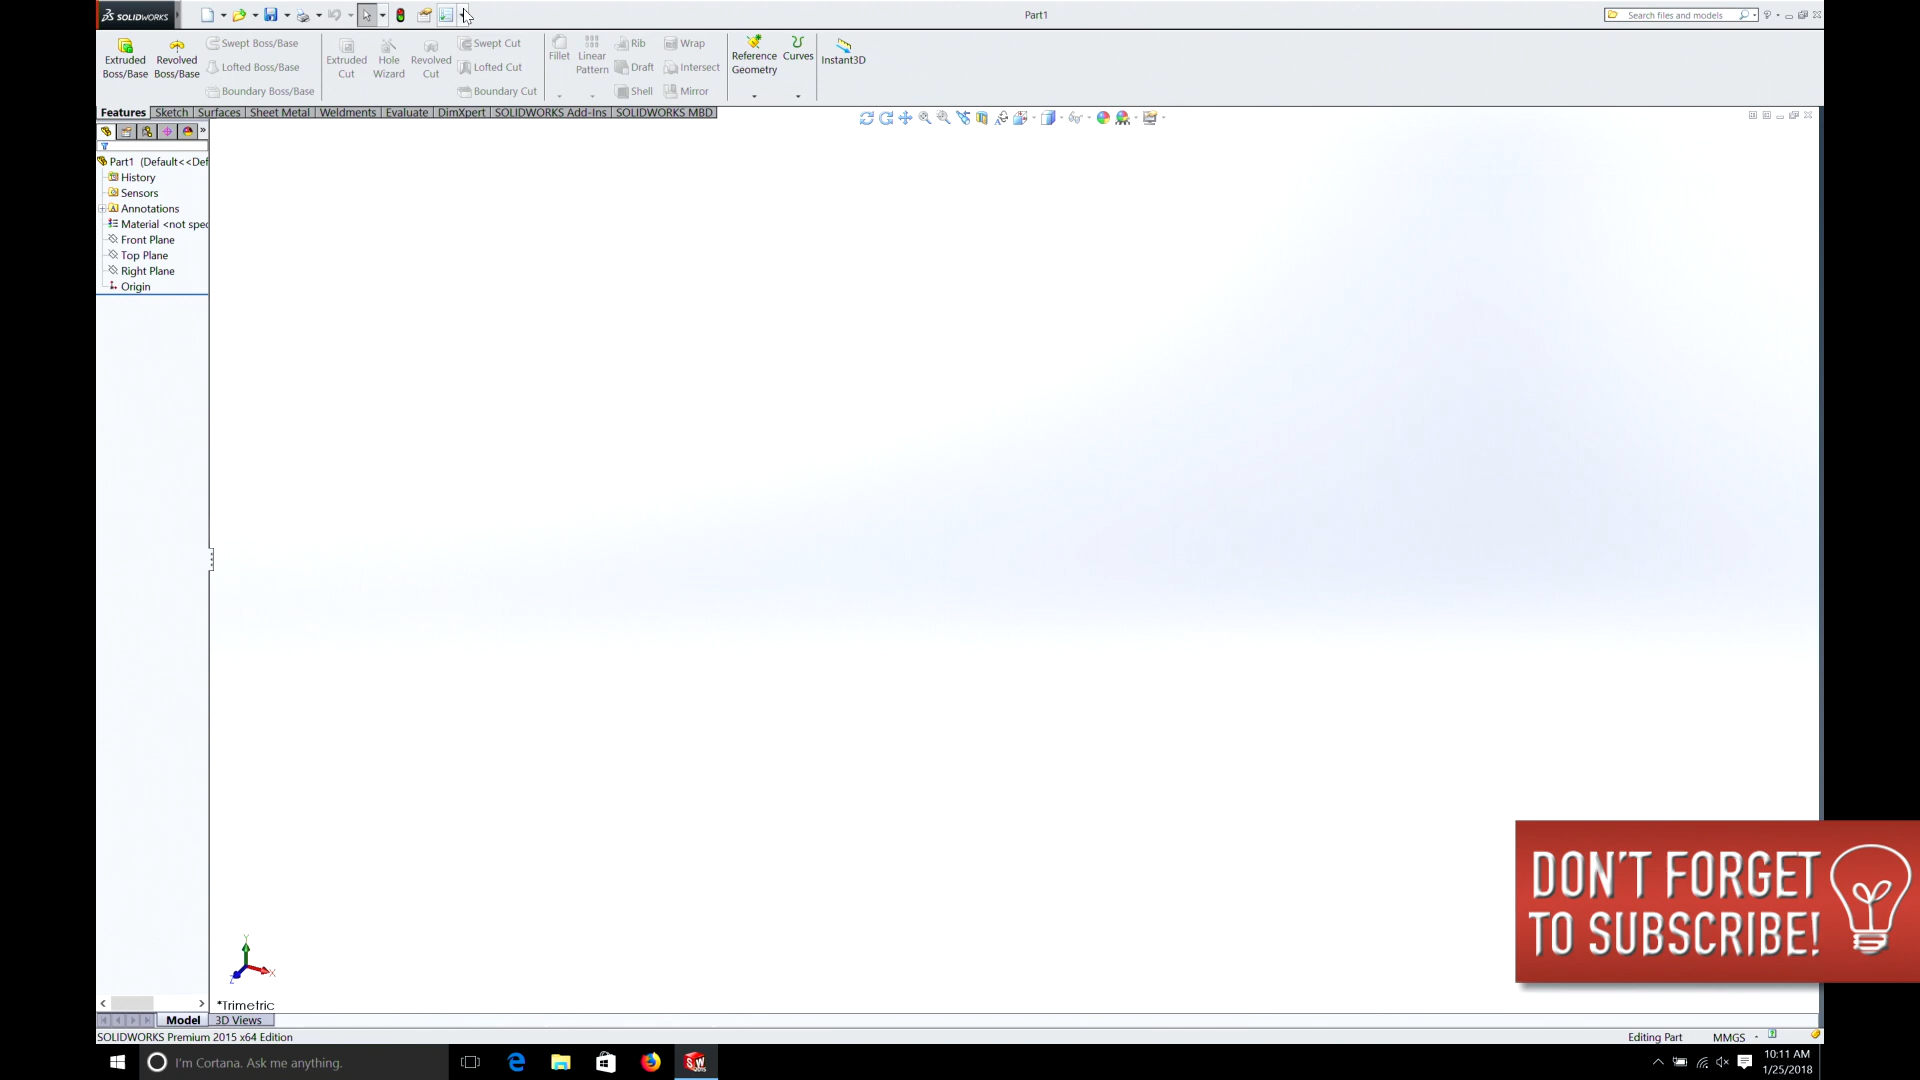 SOLIDWORKS
Part1
Search files and models
Extruded Boss/Base
Revolved Boss/Base
Swept Boss/Base
Lofted Boss/Base
Boundary Boss/Base
Extruded Cut
Hole Wizard
Revolved Cut
Swept Cut
Lofted Cut
Boundary Cut
Fillet
Linear Pattern
Rib
Draft
Shell
Wrap
Intersect
Mirror
Reference Geometry
Curves
Instant3D
Features Sketch Surfaces Sheet Metal Weldments Evaluate DimXpert SOLIDWORKS Add-Ins SOLIDWORKS MBD
Part1 (Default<<Def
History
Sensors
Annotations
Material <not spec
Front Plane
Top Plane
Right Plane
Origin
Y
X
Z
*Trimetric
DON'T FORGET
TO SUBSCRIBE!
Model 3D Views
SOLIDWORKS Premium 2015 x64 Edition
Editing Part
MMGS
I'm Cortana. Ask me anything.
10:11 AM
1/25/2018